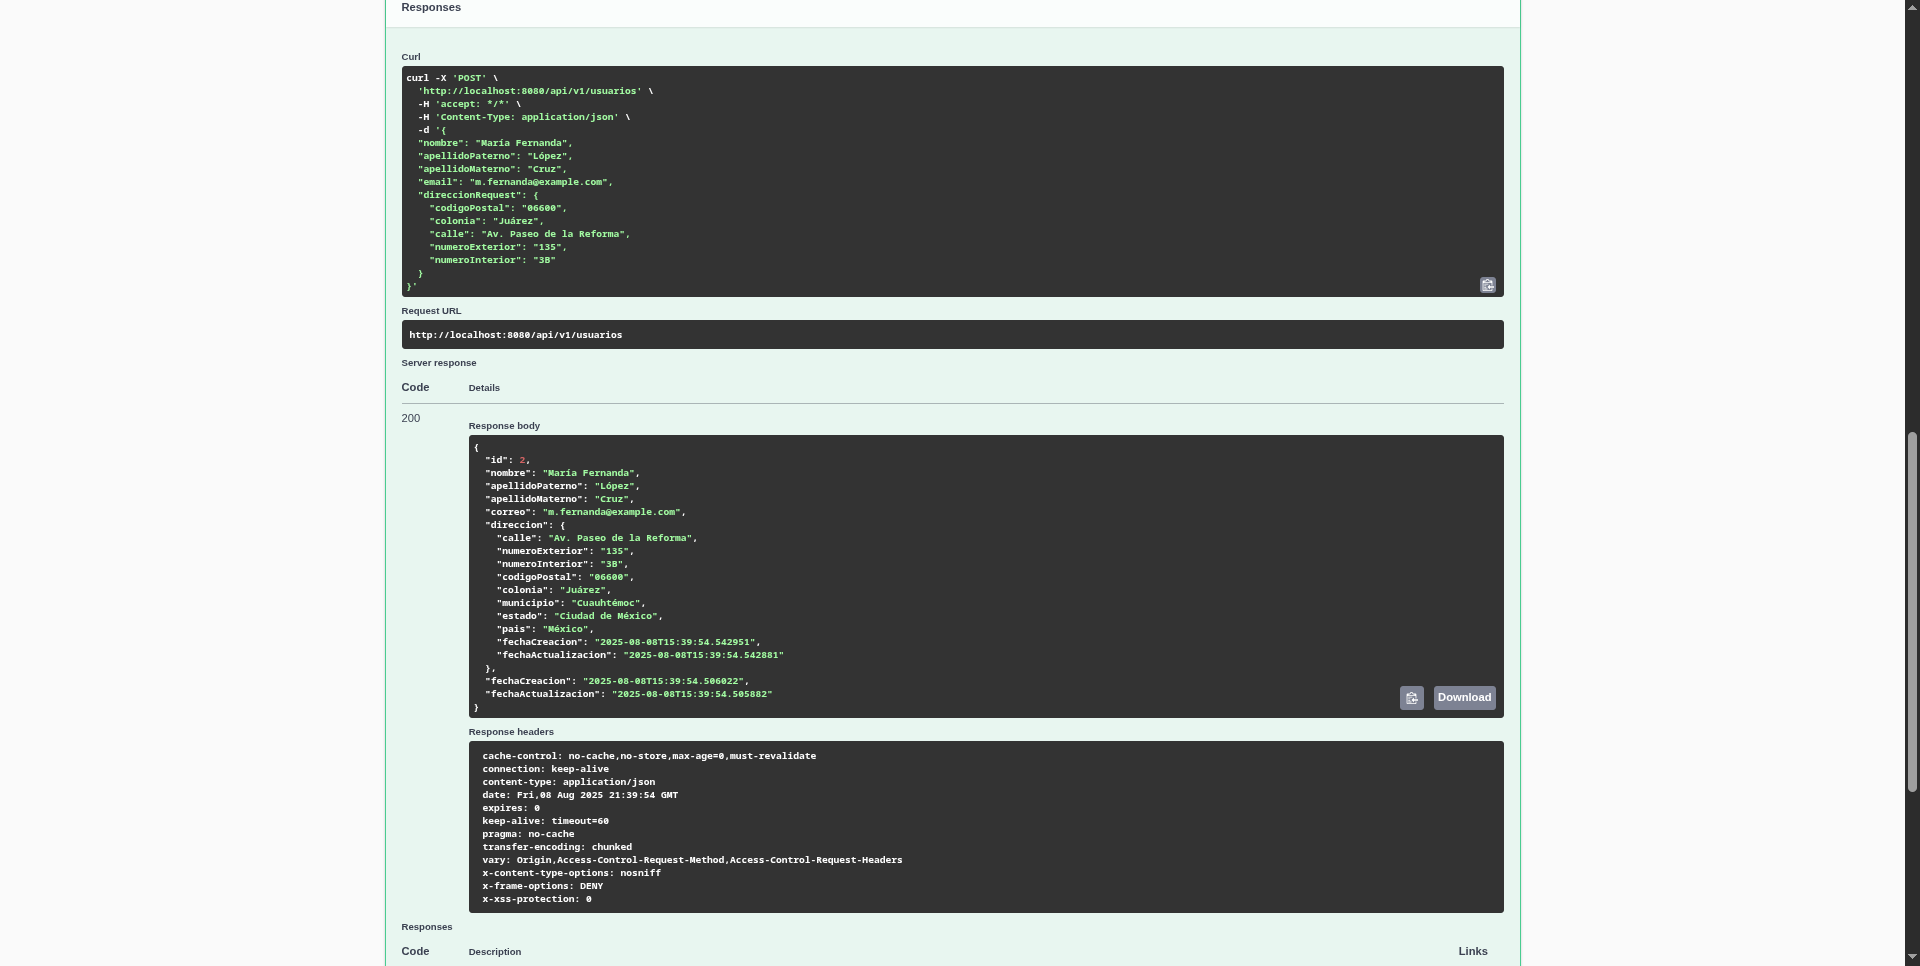 Responses
Curl
curl -X 'POST' \
  'http://localhost:8080/api/v1/usuarios' \
  -H 'accept: */*' \
  -H 'Content-Type: application/json' \
  -d '{
  "nombre": "María Fernanda",
  "apellidoPaterno": "López",
  "apellidoMaterno": "Cruz",
  "email": "m.fernanda@example.com",
  "direccionRequest": {
    "codigoPostal": "06600",
    "colonia": "Juárez",
    "calle": "Av. Paseo de la Reforma",
    "numeroExterior": "135",
    "numeroInterior": "3B"
  }
}'
Request URL
http://localhost:8080/api/v1/usuarios
Server response
Code Details
200
Response body
{
  "id": 2,
  "nombre": "María Fernanda",
  "apellidoPaterno": "López",
  "apellidoMaterno": "Cruz",
  "correo": "m.fernanda@example.com",
  "direccion": {
    "calle": "Av. Paseo de la Reforma",
    "numeroExterior": "135",
    "numeroInterior": "3B",
    "codigoPostal": "06600",
    "colonia": "Juárez",
    "municipio": "Cuauhtémoc",
    "estado": "Ciudad de México",
    "pais": "México",
    "fechaCreacion": "2025-08-08T15:39:54.542951",
    "fechaActualizacion": "2025-08-08T15:39:54.542881"
  },
  "fechaCreacion": "2025-08-08T15:39:54.506022",
  "fechaActualizacion": "2025-08-08T15:39:54.505882"
}
Download
Response headers
cache-control: no-cache,no-store,max-age=0,must-revalidate
connection: keep-alive
content-type: application/json
date: Fri,08 Aug 2025 21:39:54 GMT
expires: 0
keep-alive: timeout=60
pragma: no-cache
transfer-encoding: chunked
vary: Origin,Access-Control-Request-Method,Access-Control-Request-Headers
x-content-type-options: nosniff
x-frame-options: DENY
x-xss-protection: 0
Responses
Code Description Links